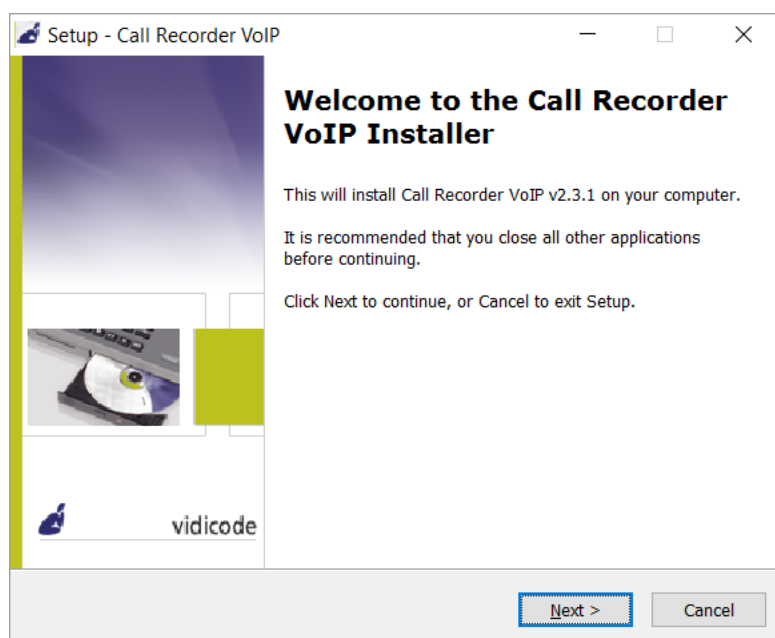 Setup - Call Recorder VoIP
Welcome to the Call Recorder
VoIP Installer
This will install Call Recorder VoIP v2.3.1 on your computer.
It is recommended that you close all other applications
before continuing.
Click Next to continue, or Cancel to exit Setup.
vidicode
Next >
Cancel